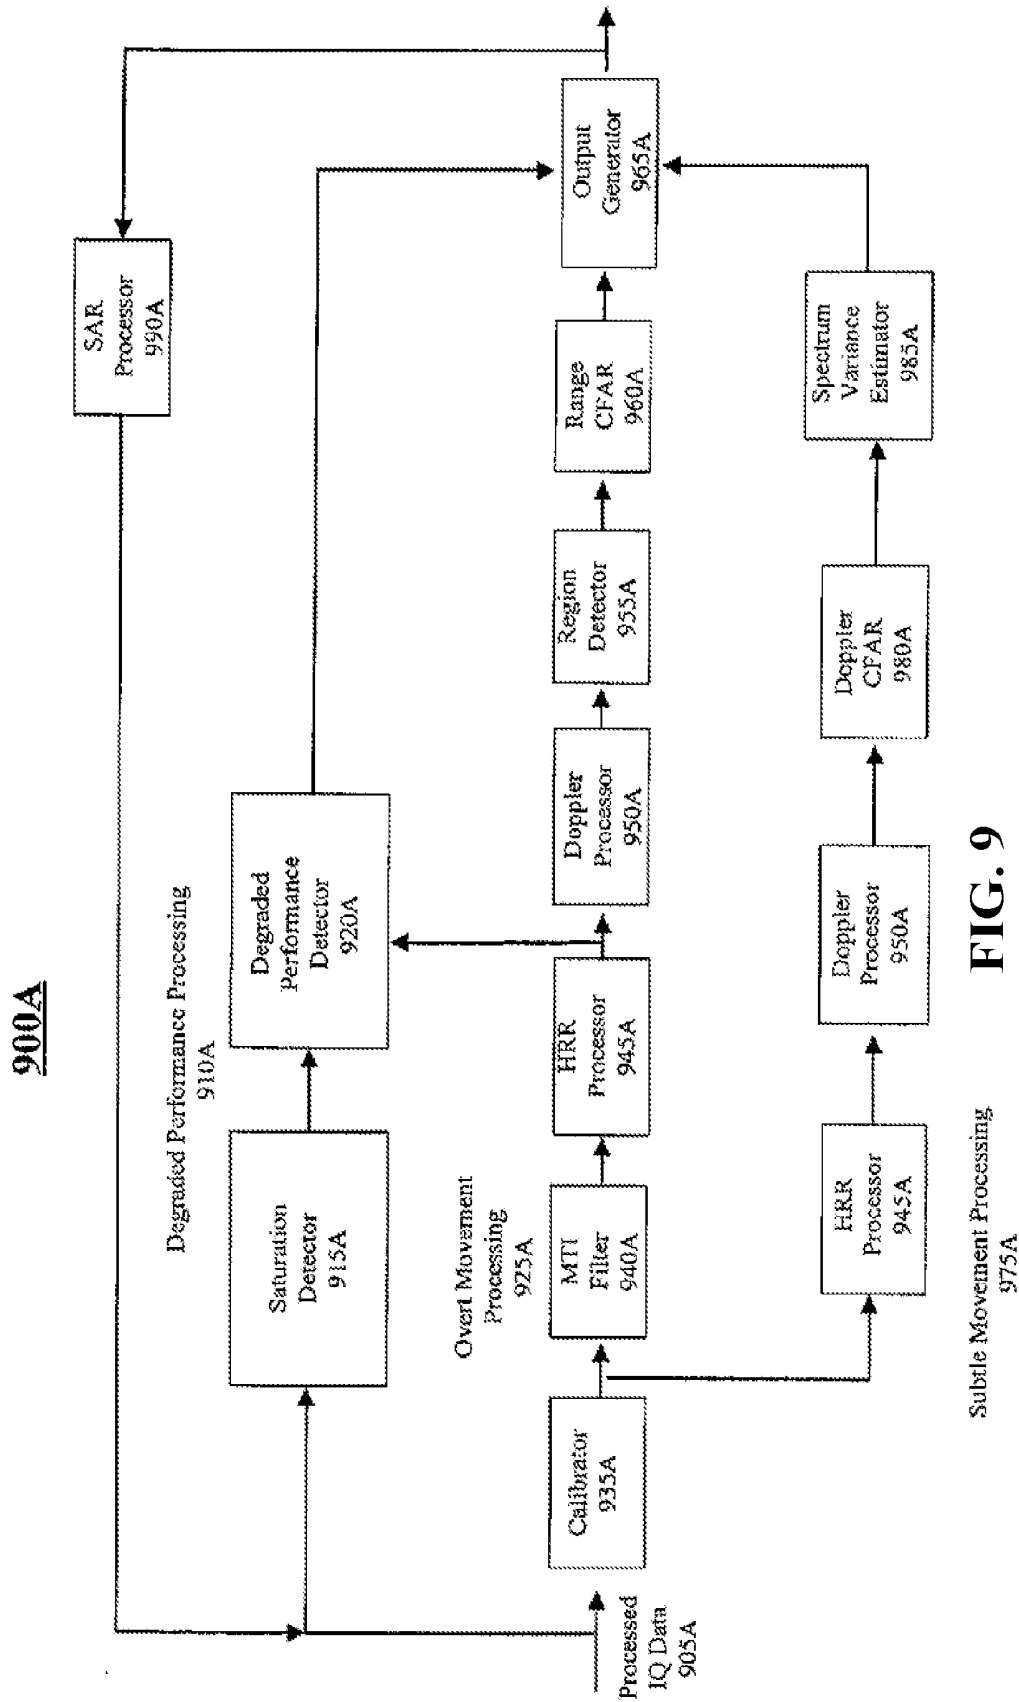 900A
SAR
Processor
990A
Degraded Performance Processing
910A
Saturation
Detector
915A
Degraded
Performance
Detector
920A
Overt Movement
Processing
925A
Processed
IQ Data
905A
Calibrator
935A
MTI
Filter
940A
HRR
Processor
945A
Doppler
Processor
950A
Region
Detector
955A
Range
CFAR
960A
Output
Generator
965A
HRR
Processor
945A
Doppler
Processor
950A
Doppler
CFAR
980A
Spectrum
Variance
Estimator
985A
Subtle Movement Processing
975A
FIG. 9